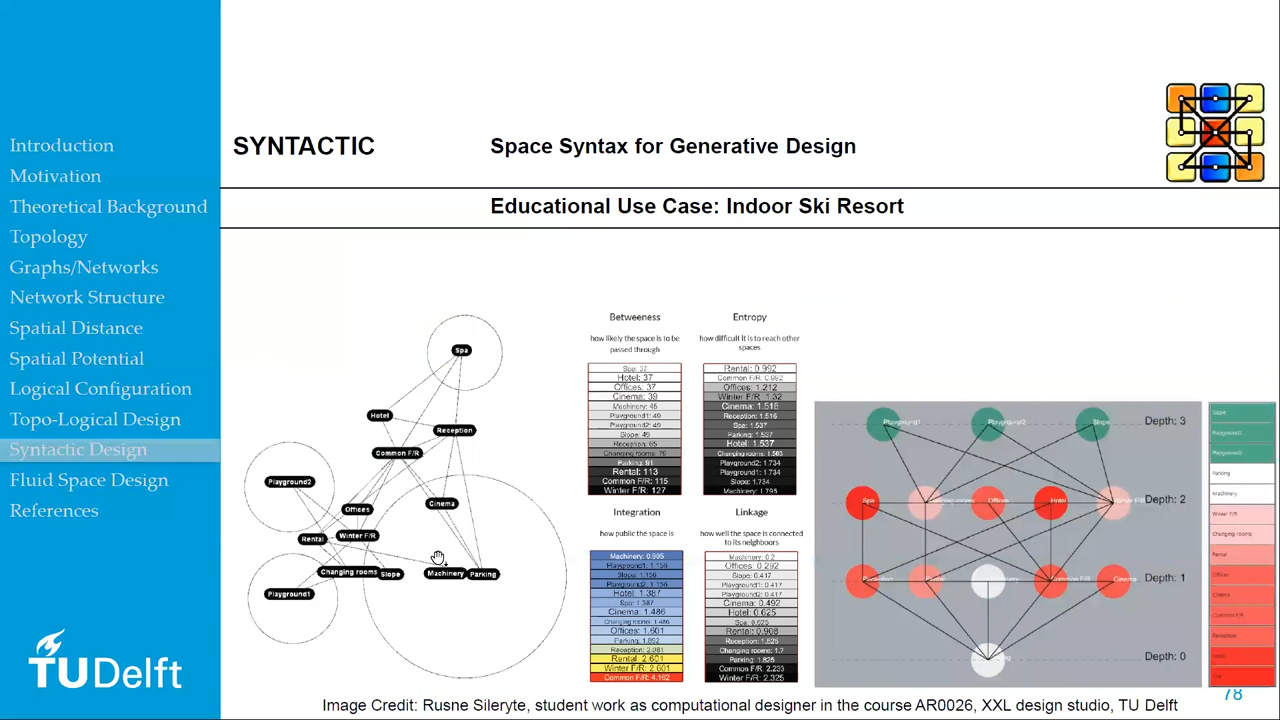 Introduction
Motivation
Theoretical Background
Topology
Graphs/Networks
Network Structure
Spatial Distance
Spatial Potential
Logical Configuration
Topo-Logical Design
Syntactic Design
Fluid Space Design
References
TU Delft
SYNTACTIC
Space Syntax for Generative Design
Educational Use Case: Indoor Ski Resort
Spa
Hotel
Reception
Common F/R
Playground2
Cinema
Offices
Winter F/R
Rental
Changing rooms
Slope
Machinery
Parking
Playground1
Betweeness
how likely the space is to be
passed through
Spa: 37
Hotel: 37
Offices: 37
Cinema: 39
Machinery: 45
Playground1: 49
Playground2: 49
Slope: 49
Reception: 65
Changing rooms: 79
Parking: 91
Rental: 113
Common F/R: 115
Winter F/R: 127
Entropy
how difficult it is to reach other
spaces
Rental: 0.992
Common F/R: 0.992
Offices: 1.212
Winter F/R: 1.32
Cinema: 1.516
Reception: 1.516
Spa: 1.537
Parking: 1.537
Hotel: 1.537
Changing rooms: 1.563
Playground2: 1.734
Playground1: 1.734
Slope: 1.734
Machinery: 1.795
Integration
how public the space is
Machinery: 0.905
Playground1: 1.156
Slope: 1.156
Playground2: 1.156
Hotel: 1.387
Spa: 1.387
Cinema: 1.486
Changing rooms: 1.486
Offices: 1.601
Parking: 1.892
Reception: 2.081
Rental: 2.601
Winter F/R: 2.601
Common F/R: 4.162
Linkage
how well the space is connected
to its neighbors
Machinery: 0.2
Offices: 0.292
Slope: 0.417
Playground1: 0.417
Playground2: 0.417
Cinema: 0.492
Hotel: 0.625
Spa: 0.625
Rental: 0.908
Reception: 1.525
Changing rooms: 1.7
Parking: 1.825
Common F/R: 2.233
Winter F/R: 2.325
Playground1
Playground2
Slope
Depth: 3
Spa
Offices
Hotel
Depth: 2
Cinema
Depth: 1
Depth: 0
Slope
Playground1
Playground2
Parking
Machinery
Winter F/R
Changing rooms
Rental
Offices
Cinema
Common F/R
Reception
78
Image Credit: Rusne Sileryte, student work as computational designer in the course AR0026, XXL design studio, TU Delft